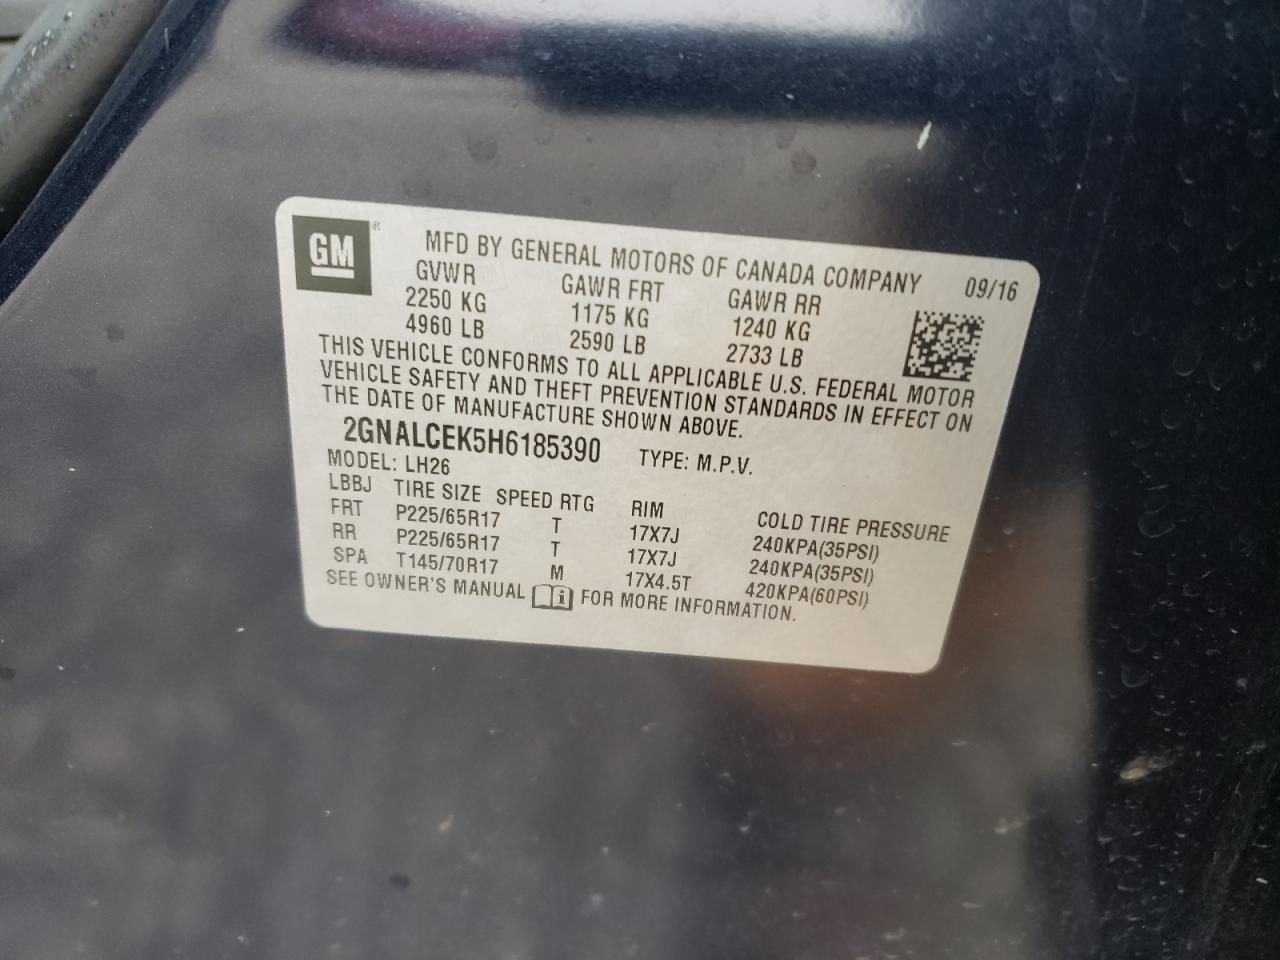 GM ®
MFD BY GENERAL MOTORS OF CANADA COMPANY 09/16
GVWR GAWR FRT GAWR RR
2250 KG 1175 KG 1240 KG
4960 LB 2590 LB 2733 LB
THIS VEHICLE CONFORMS TO ALL APPLICABLE U.S. FEDERAL MOTOR
VEHICLE SAFETY AND THEFT PREVENTION STANDARDS IN EFFECT ON
THE DATE OF MANUFACTURE SHOWN ABOVE.
2GNALCEK5H6185390 TYPE: M.P.V.
MODEL: LH26
LBBJ TIRE SIZE SPEED RTG RIM COLD TIRE PRESSURE
FRT P225/65R17 T 17X7J 240KPA(35PSI)
RR P225/65R17 T 17X7J 240KPA(35PSI)
SPA T145/70R17 M 17X4.5T 420KPA(60PSI)
SEE OWNER'S MANUAL i FOR MORE INFORMATION.